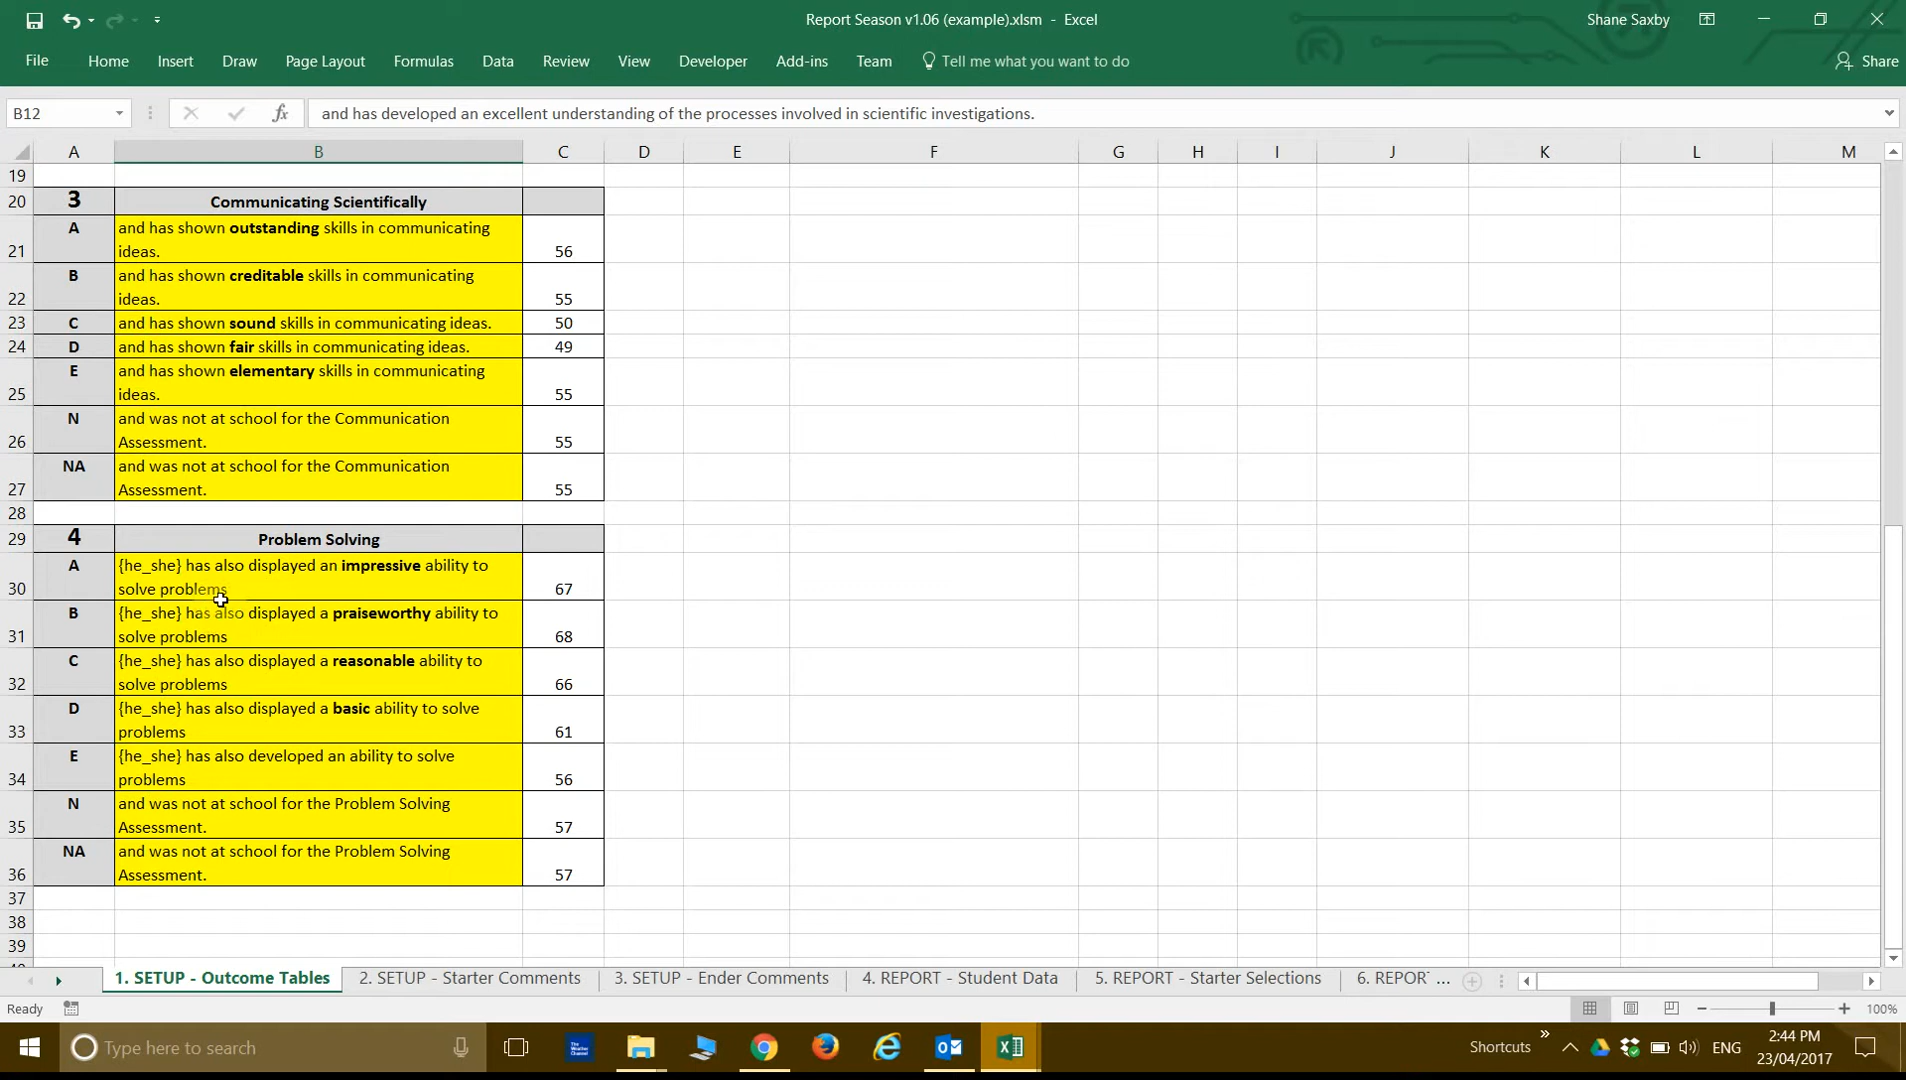 Report Season v1.06 (example).xlsm - Excel
Shane Saxby
File Home Insert Draw Page Layout Formulas Data Review View Developer Add-ins Team Tell me what you want to do Share
B12 fx and has developed an excellent understanding of the processes involved in scientific investigations.
A B C D E F G H I J K L M
19
20 3 Communicating Scientifically
A and has shown outstanding skills in communicating
21 ideas. 56
B and has shown creditable skills in communicating
22 ideas. 55
23 C and has shown sound skills in communicating ideas. 50
24 D and has shown fair skills in communicating ideas. 49
E and has shown elementary skills in communicating
25 ideas. 55
N and was not at school for the Communication
26 Assessment. 55
NA and was not at school for the Communication
27 Assessment. 55
28
29 4 Problem Solving
A {he_she} has also displayed an impressive ability to
30 solve problems 67
B {he_she} has also displayed a praiseworthy ability to
31 solve problems 68
C {he_she} has also displayed a reasonable ability to
32 solve problems 66
D {he_she} has also displayed a basic ability to solve
33 problems 61
E {he_she} has also developed an ability to solve
34 problems 56
N and was not at school for the Problem Solving
35 Assessment. 57
NA and was not at school for the Problem Solving
36 Assessment. 57
37
38
39
1. SETUP - Outcome Tables 2. SETUP - Starter Comments 3. SETUP - Ender Comments 4. REPORT - Student Data 5. REPORT - Starter Selections 6. REPOR ...
Ready 100%
Type here to search Shortcuts ENG 2:44 PM
23/04/2017